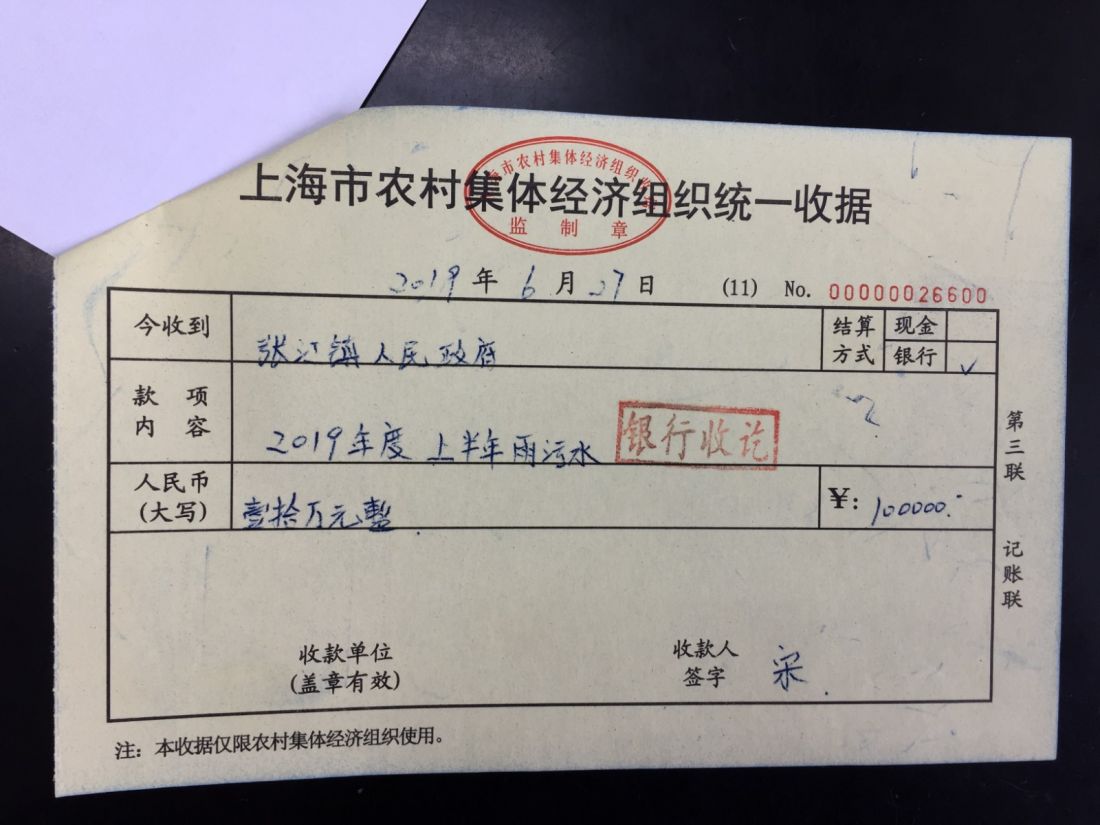 上海市农村集体经济组织统一收据
上海市农村集体经济组织收据
监制章
2019年6月27日 (11) No. 00000026600
今收到 张江镇人民政府
结算方式 现金
银行 ✓
款项内容 2019年度上半年雨污水
银行收讫
人民币(大写) 壹拾万元整 ¥: 100000.
第三联 记账联
收款单位
(盖章有效)
收款人
签字 宋
注: 本收据仅限农村集体经济组织使用。